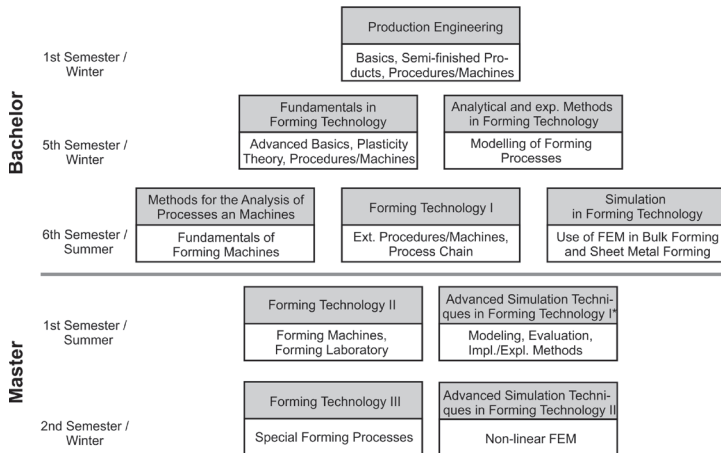 Bachelor
1st Semester /
Winter
Production Engineering
Basics, Semi-finished Pro-
ducts, Procedures/Machines
5th Semester /
Winter
Fundamentals in
Forming Technology
Advanced Basics, Plasticity
Theory, Procedures/Machines
Analytical and exp. Methods
in Forming Technology
Modelling of Forming
Processes
6th Semester /
Summer
Methods for the Analysis of
Processes an Machines
Fundamentals of
Forming Machines
Forming Technology I
Ext. Procedures/Machines,
Process Chain
Simulation
in Forming Technology
Use of FEM in Bulk Forming
and Sheet Metal Forming
Master
1st Semester /
Summer
Forming Technology II
Forming Machines,
Forming Laboratory
Advanced Simulation Techni-
ques in Forming Technology I*
Modeling, Evaluation,
Impl./Expl. Methods
2nd Semester /
Winter
Forming Technology III
Special Forming Processes
Advanced Simulation Techni-
ques in Forming Technology II
Non-linear FEM